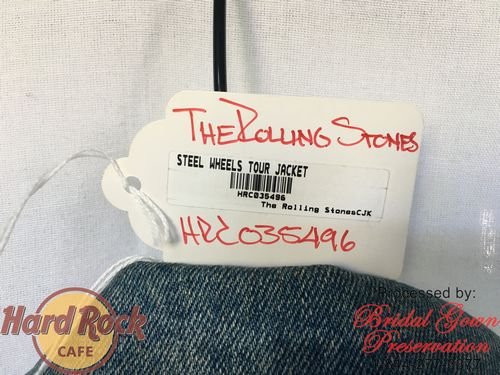 THE ROLLING STONES
STEEL WHEELS TOUR JACKET
HRC035496
The Rolling StonesCJK
HRC035496
Hard Rock
CAFE
Processed by:
Bridal Gown
Preservation